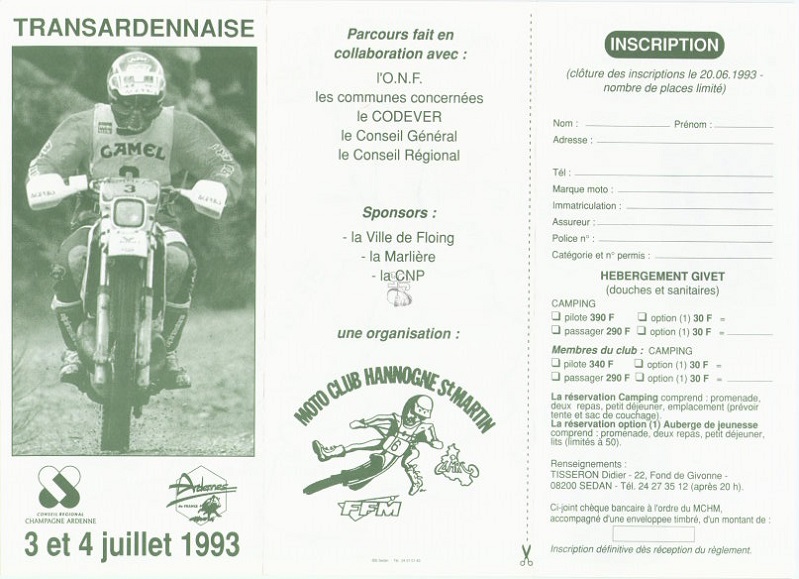 TRANSARDENNAISE
CAMEL
3
CONSEIL REGIONAL
CHAMPAGNE ARDENNE
Ardennes
3 et 4 juillet 1993
Parcours fait en
collaboration avec :
l'O.N.F.
les communes concernées
le CODEVER
le Conseil Général
le Conseil Régional
Sponsors :
- la Ville de Floing
- la Marlière
- la CNP
une organisation :
MOTO CLUB HANNOGNE St MARTIN
6
FFM
INSCRIPTION
(clôture des inscriptions le 20.06.1993 -
nombre de places limité)
Nom : Prénom :
Adresse :
Tél :
Marque moto :
Immatriculation :
Assureur :
Police n° :
Catégorie et n° permis :
HEBERGEMENT GIVET
(douches et sanitaires)
CAMPING
pilote 390 F option (1) 30 F =
passager 290 F option (1) 30 F =
Membres du club : CAMPING
pilote 340 F option (1) 30 F =
passager 290 F option (1) 30 F =
La réservation Camping comprend : promenade,
deux repas, petit déjeuner, emplacement (prévoir
tente et sac de couchage).
La réservation option (1) Auberge de jeunesse
comprend : promenade, deux repas, petit déjeuner,
lits (limités à 50).
Renseignements :
TISSERON Didier - 22, Fond de Givonne -
08200 SEDAN - Tél. 24 27 35 12 (après 20 h).
Ci-joint chèque bancaire à l'ordre du MCHM,
accompagné d'une enveloppee timbré, d'un montant de :
Inscription définitive dès réception du règlement.